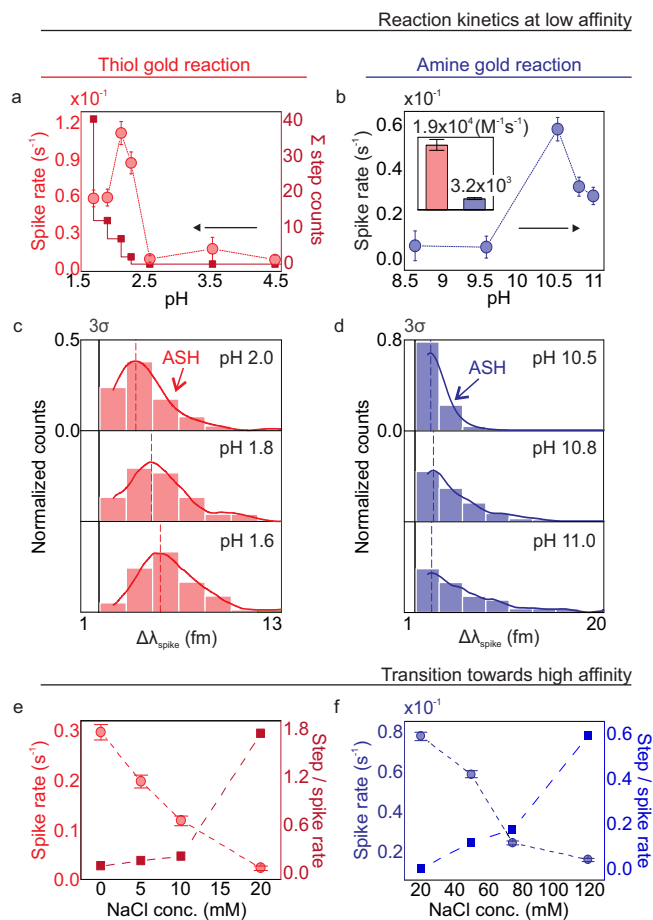 Reaction kinetics at low affinity
Thiol gold reaction
Amine gold reaction
a
x10⁻¹
1.2
0.9
0.6
0.3
0.0
Spike rate (s⁻¹)
40
30
20
10
0
Σ step counts
1.5
2.5
3.5
4.5
pH
b
x10⁻¹
0.6
0.4
0.2
0.0
Spike rate (s⁻¹)
1.9x10⁴(M⁻¹s⁻¹)
3.2x10³
8.5
9
9.5
10
10.5
11
pH
c
3σ
0.5
0.0
ASH
pH 2.0
pH 1.8
pH 1.6
Normalized counts
1
13
Δλspike (fm)
d
3σ
0.8
0.0
ASH
pH 10.5
pH 10.8
pH 11.0
Normalized counts
1
20
Δλspike (fm)
Transition towards high affinity
e
0.3
0.2
0.1
0.0
Spike rate (s⁻¹)
1.8
1.2
0.6
0.0
Step / spike rate
0
5
10
20
NaCl conc. (mM)
f
x10⁻¹
0.8
0.6
0.4
0.2
Spike rate (s⁻¹)
0.6
0.4
0.2
0.0
Step / spike rate
20
40
60
80
100
120
NaCl conc. (mM)